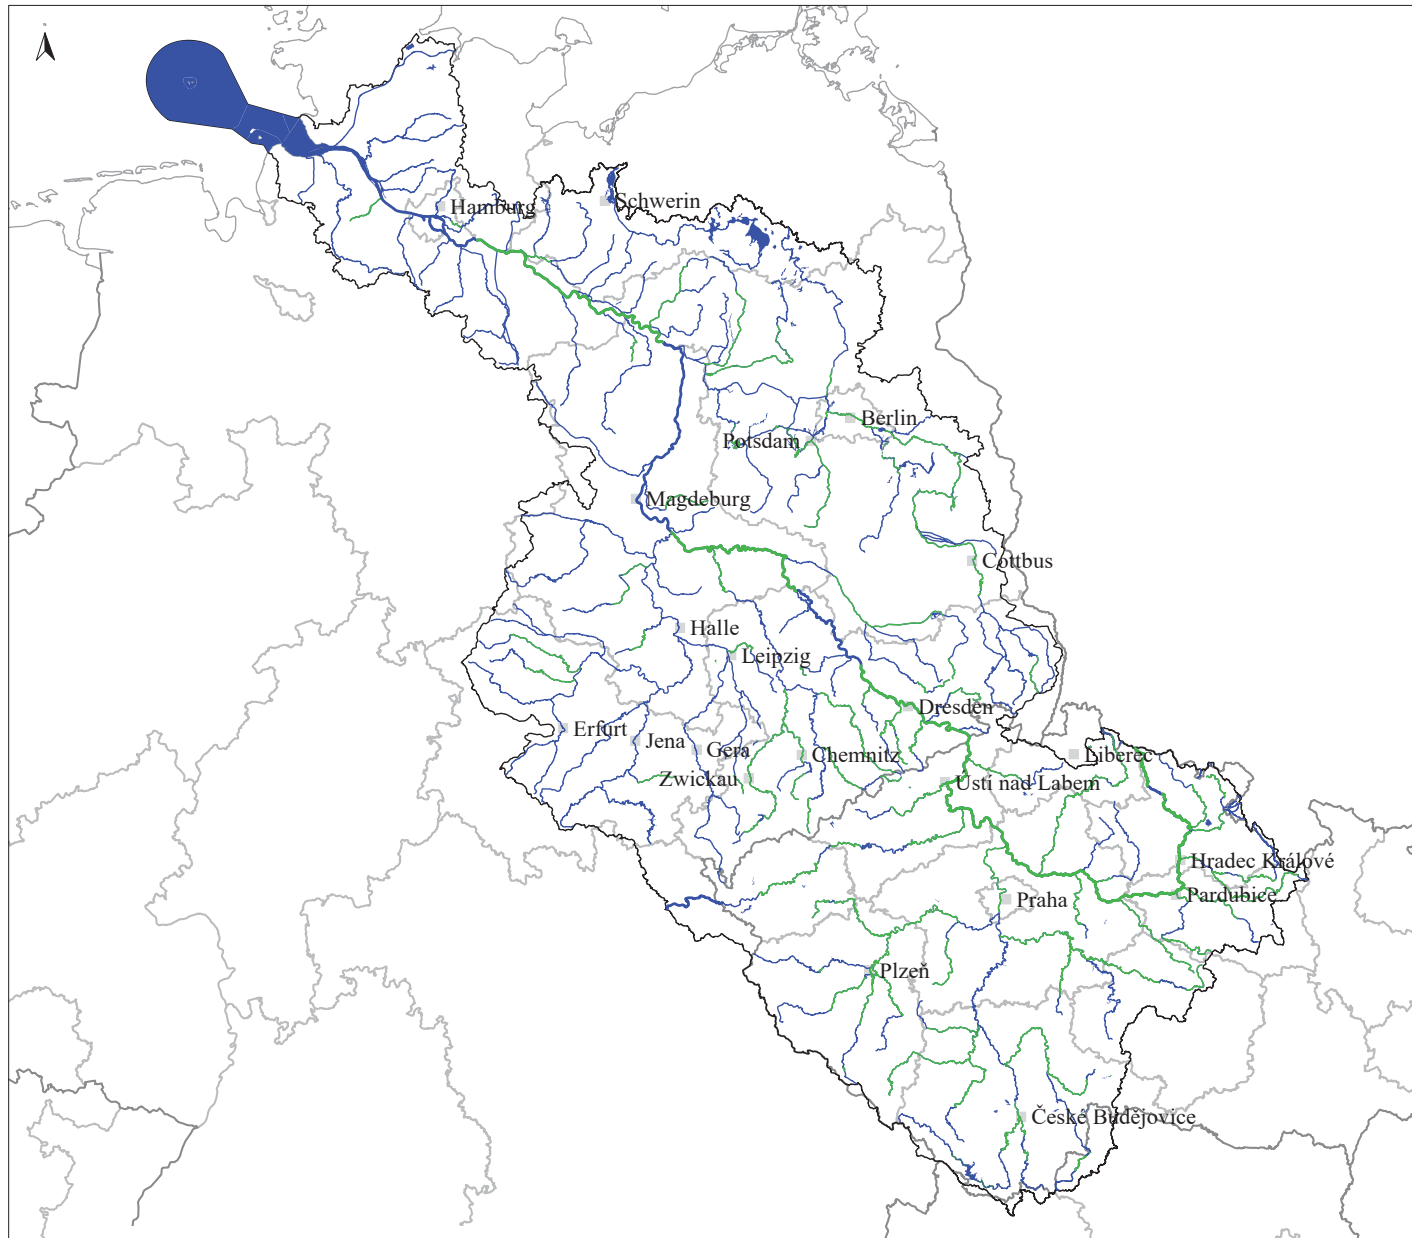 Hamburg
Schwerin
Berlin
Potsdam
Magdeburg
Cottbus
Halle
Leipzig
Dresden
Erfurt
Jena
Gera
Chemnitz
Liberec
Zwickau
Ústí nad Labem
Hradec Králové
Pardubice
Praha
Plzeň
České Budějovice